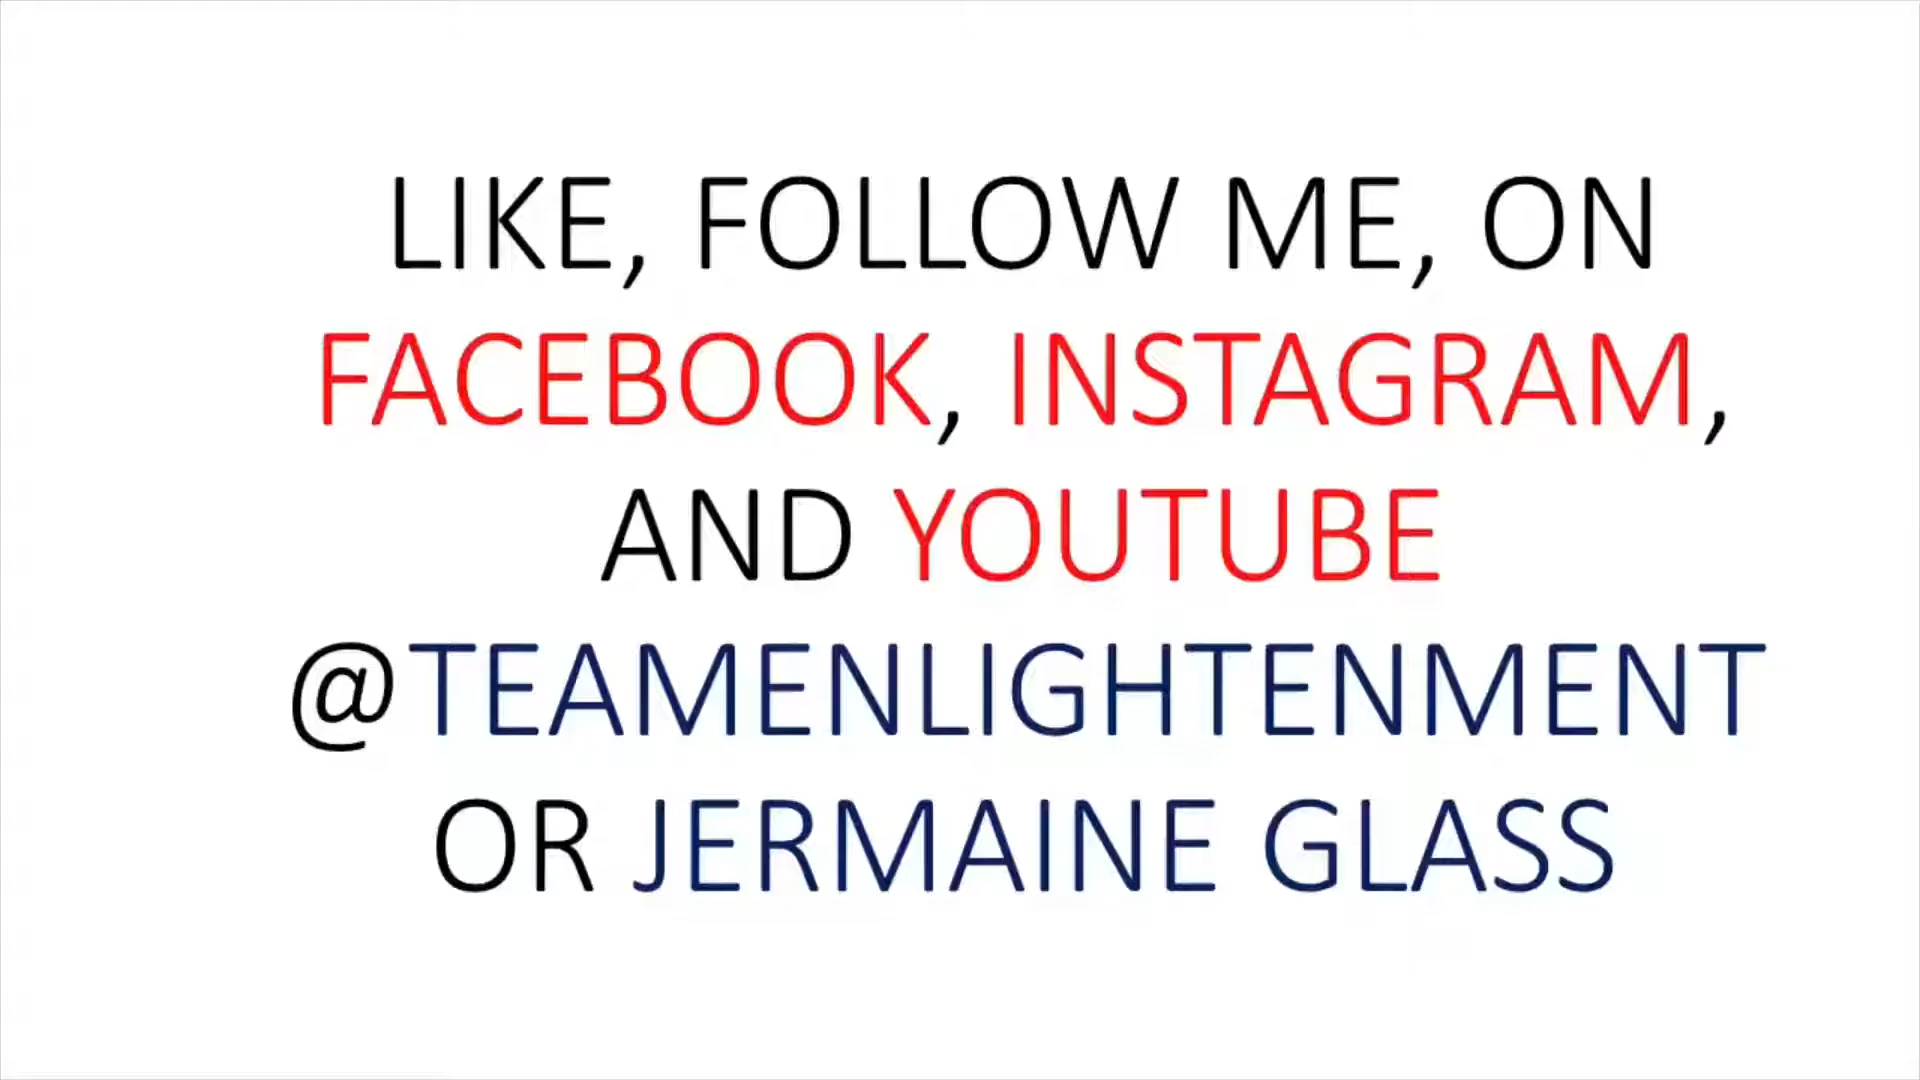 LIKE, FOLLOW ME, ON
FACEBOOK, INSTAGRAM,
AND YOUTUBE
@TEAMENLIGHTENMENT
OR JERMAINE GLASS